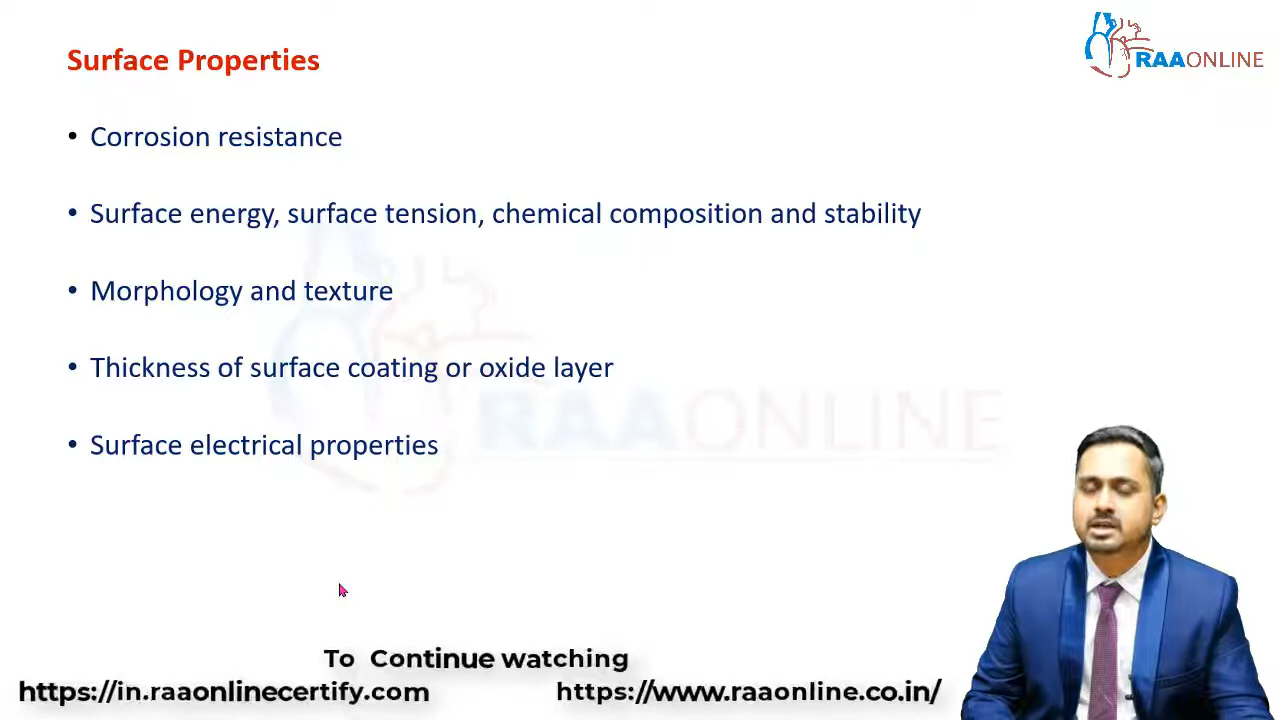 Surface Properties
RAAONLINE
• Corrosion resistance
• Surface energy, surface tension, chemical composition and stability
• Morphology and texture
• Thickness of surface coating or oxide layer
RAAONLINE
• Surface electrical properties
To Continue watching
https://in.raaonlinecertify.com https://www.raaonline.co.in/